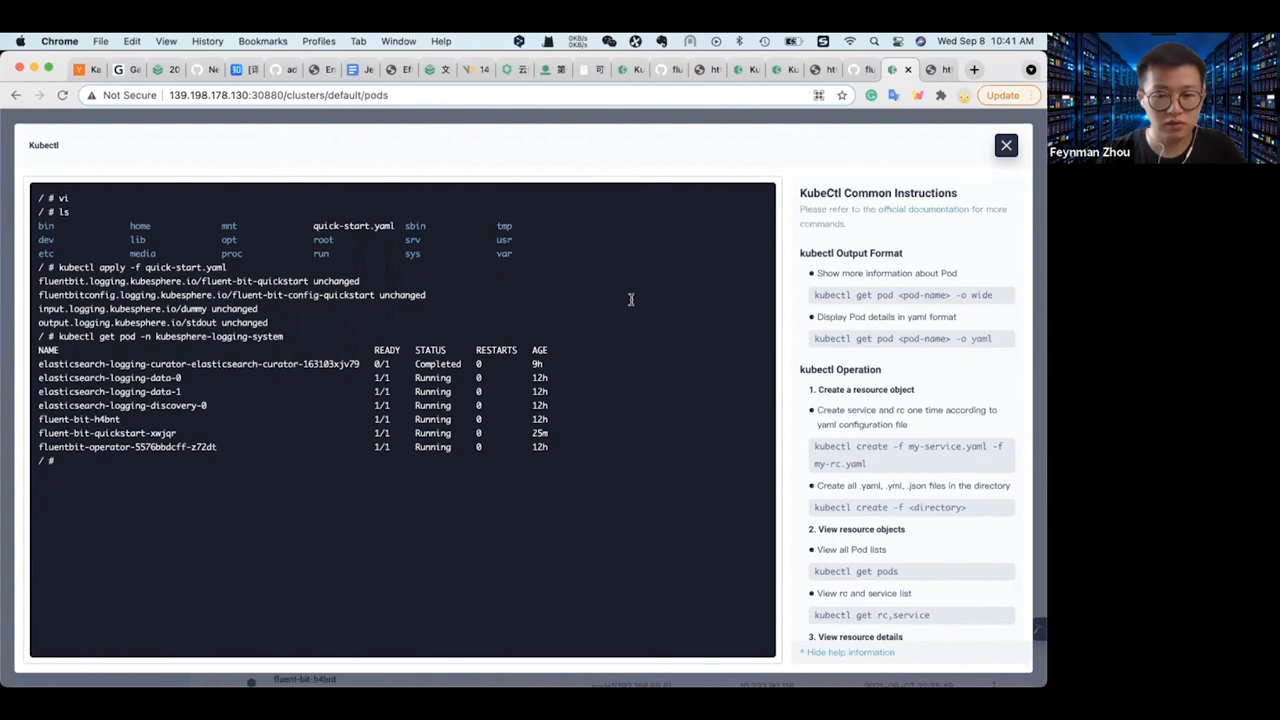 Chrome File Edit View History Bookmarks Profiles Tab Window Help 0KB/s 0KB/s Wed Sep 8 10:41 AM
Not Secure 139.198.178.130:30880/clusters/default/pods Update
Feynman Zhou
Kubectl
/ # vi
/ # ls
bin home mnt quick-start.yaml sbin tmp
dev lib opt root srv usr
etc media proc run sys var
/ # kubectl apply -f quick-start.yaml
fluentbit.logging.kubesphere.io/fluent-bit-quickstart unchanged
fluentbitconfig.logging.kubesphere.io/fluent-bit-config-quickstart unchanged
input.logging.kubesphere.io/dummy unchanged
output.logging.kubesphere.io/stdout unchanged
/ # kubectl get pod -n kubesphere-logging-system
NAME READY STATUS RESTARTS AGE
elasticsearch-logging-curator-elasticsearch-curator-163103xjv79 0/1 Completed 0 9h
elasticsearch-logging-data-0 1/1 Running 0 12h
elasticsearch-logging-data-1 1/1 Running 0 12h
elasticsearch-logging-discovery-0 1/1 Running 0 12h
fluent-bit-h4bnt 1/1 Running 0 12h
fluent-bit-quickstart-xwjqr 1/1 Running 0 25m
fluentbit-operator-5576bbdcff-z72dt 1/1 Running 0 12h
/ #
KubeCtl Common Instructions
Please refer to the official documentation for more
commands.
kubectl Output Format
Show more information about Pod
kubectl get pod <pod-name> -o wide
Display Pod details in yaml format
kubectl get pod <pod-name> -o yaml
kubectl Operation
1. Create a resource object
Create service and rc one time according to
yaml configuration file
kubectl create -f my-service.yaml -f
my-rc.yaml
Create all .yaml, .yml, .json files in the directory
kubectl create -f <directory>
2. View resource objects
View all Pod lists
kubectl get pods
View rc and service list
kubectl get rc,service
3. View resource details
* Hide help information
fluent-bit-h4bnt